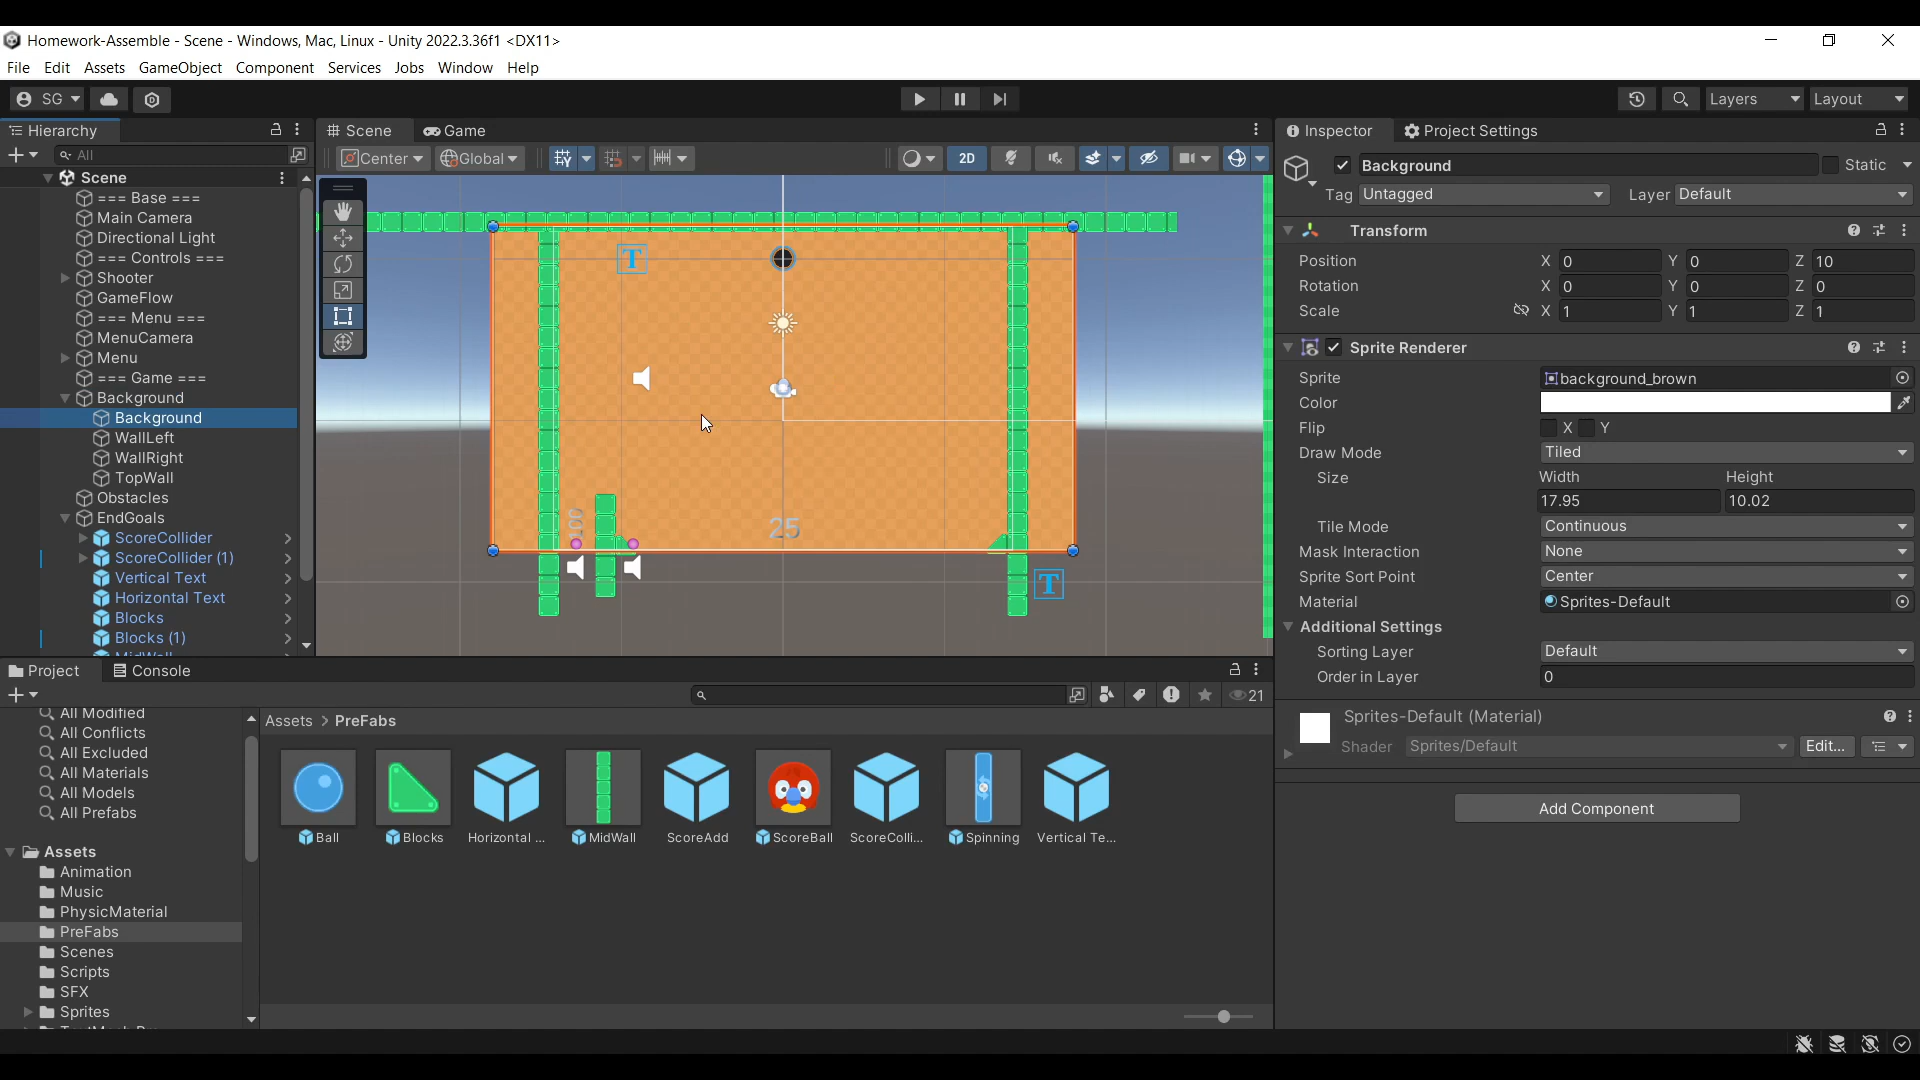 Homework-Assemble - Scene - Windows, Mac, Linux - Unity 2022.3.36f1 <DX11>
File Edit Assets GameObject Component Services Jobs Window Help
SG Layers Layout
Hierarchy
All
Scene
=== Base ===
Main Camera
Directional Light
=== Controls ===
Shooter
GameFlow
=== Menu ===
MenuCamera
Menu
=== Game ===
Background
Background
WallLeft
WallRight
TopWall
Obstacles
EndGoals
ScoreCollider
ScoreCollider (1)
Vertical Text
Horizontal Text
Blocks
Blocks (1)
Scene Game
Center Global 2D
T
100
25
T
Inspector Project Settings
Background Static
Tag Untagged Layer Default
Transform
Position X 0 Y 0 Z 10
Rotation X 0 Y 0 Z 0
Scale X 1 Y 1 Z 1
Sprite Renderer
Sprite background_brown
Color
Flip X Y
Draw Mode Tiled
Size Width Height
17.95 10.02
Tile Mode Continuous
Mask Interaction None
Sprite Sort Point Center
Material Sprites-Default
Additional Settings
Sorting Layer Default
Order in Layer 0
Sprites-Default (Material)
Shader Sprites/Default Edit...
Add Component
Project Console
21
All Modified
All Conflicts
All Excluded
All Materials
All Models
All Prefabs
Assets
Animation
Music
PhysicMaterial
PreFabs
Scenes
Scripts
SFX
Sprites
Assets > PreFabs
Ball Blocks Horizontal ... MidWall ScoreAdd ScoreBall ScoreColli... Spinning Vertical Te...